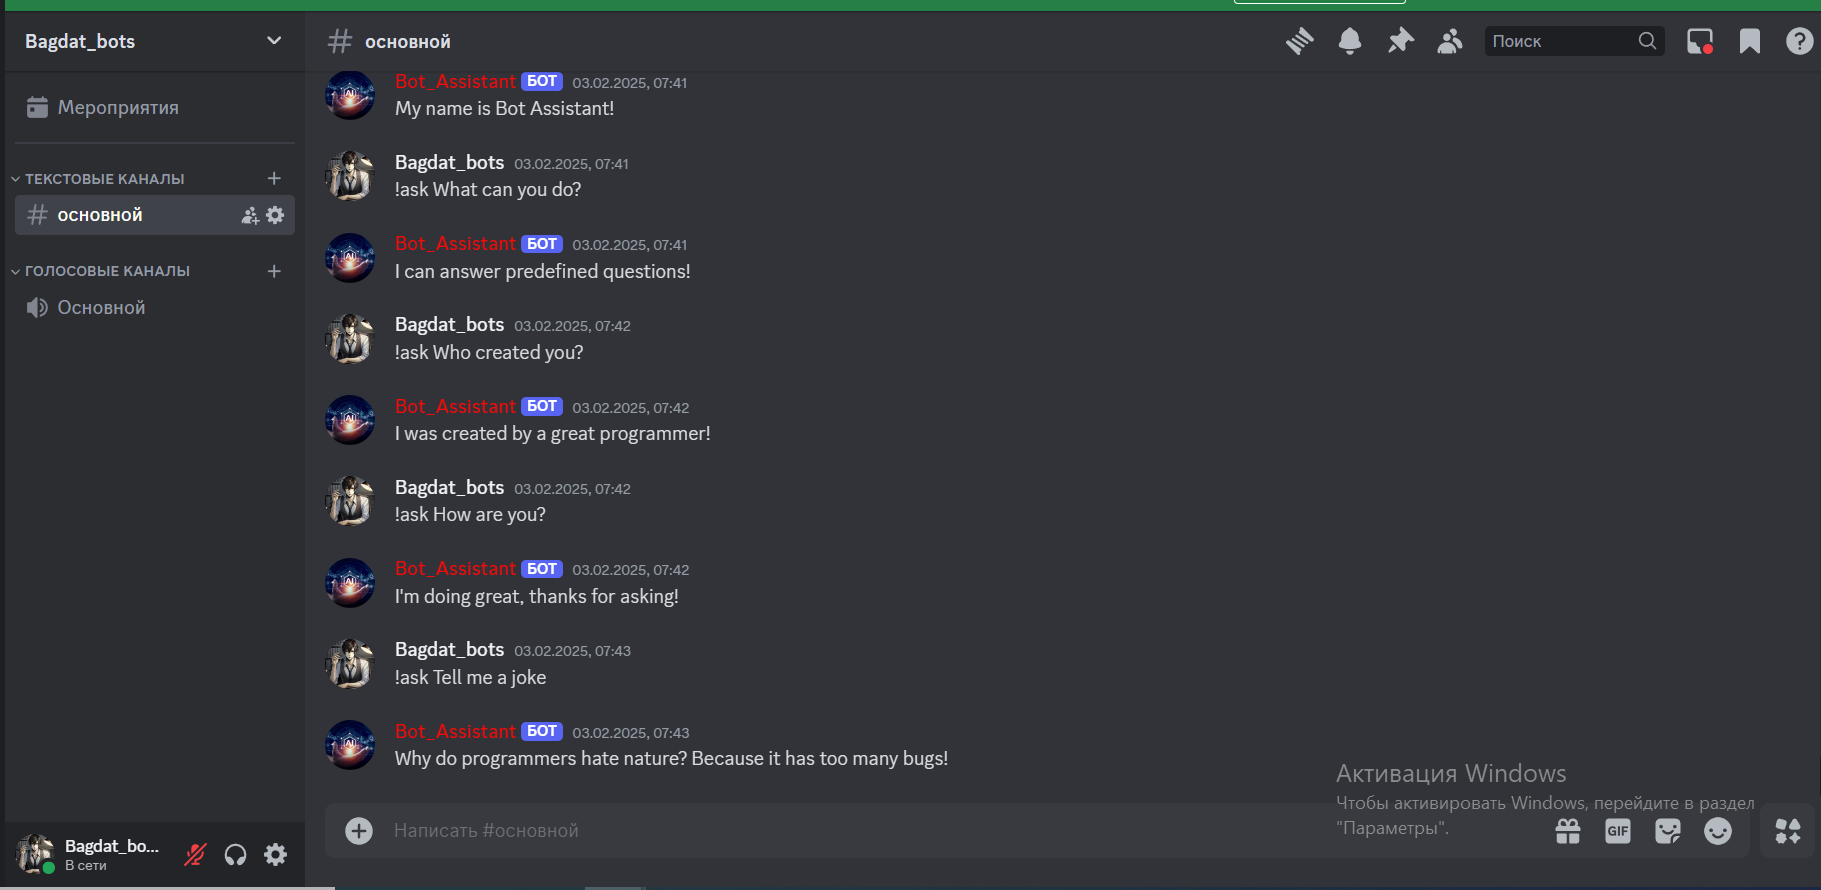 Bagdat_bots
Мероприятия
ТЕКСТОВЫЕ КАНАЛЫ
основной
ГОЛОСОВЫЕ КАНАЛЫ
Основной
Bagdat_bo...
В сети
основной
Поиск
Bot_Assistant БОТ 03.02.2025, 07:41
My name is Bot Assistant!
Bagdat_bots 03.02.2025, 07:41
!ask What can you do?
Bot_Assistant БОТ 03.02.2025, 07:41
I can answer predefined questions!
Bagdat_bots 03.02.2025, 07:42
!ask Who created you?
Bot_Assistant БОТ 03.02.2025, 07:42
I was created by a great programmer!
Bagdat_bots 03.02.2025, 07:42
!ask How are you?
Bot_Assistant БОТ 03.02.2025, 07:42
I'm doing great, thanks for asking!
Bagdat_bots 03.02.2025, 07:43
!ask Tell me a joke
Bot_Assistant БОТ 03.02.2025, 07:43
Why do programmers hate nature? Because it has too many bugs!
Написать #основной
GIF
Активация Windows
Чтобы активировать Windows, перейдите в раздел
"Параметры".